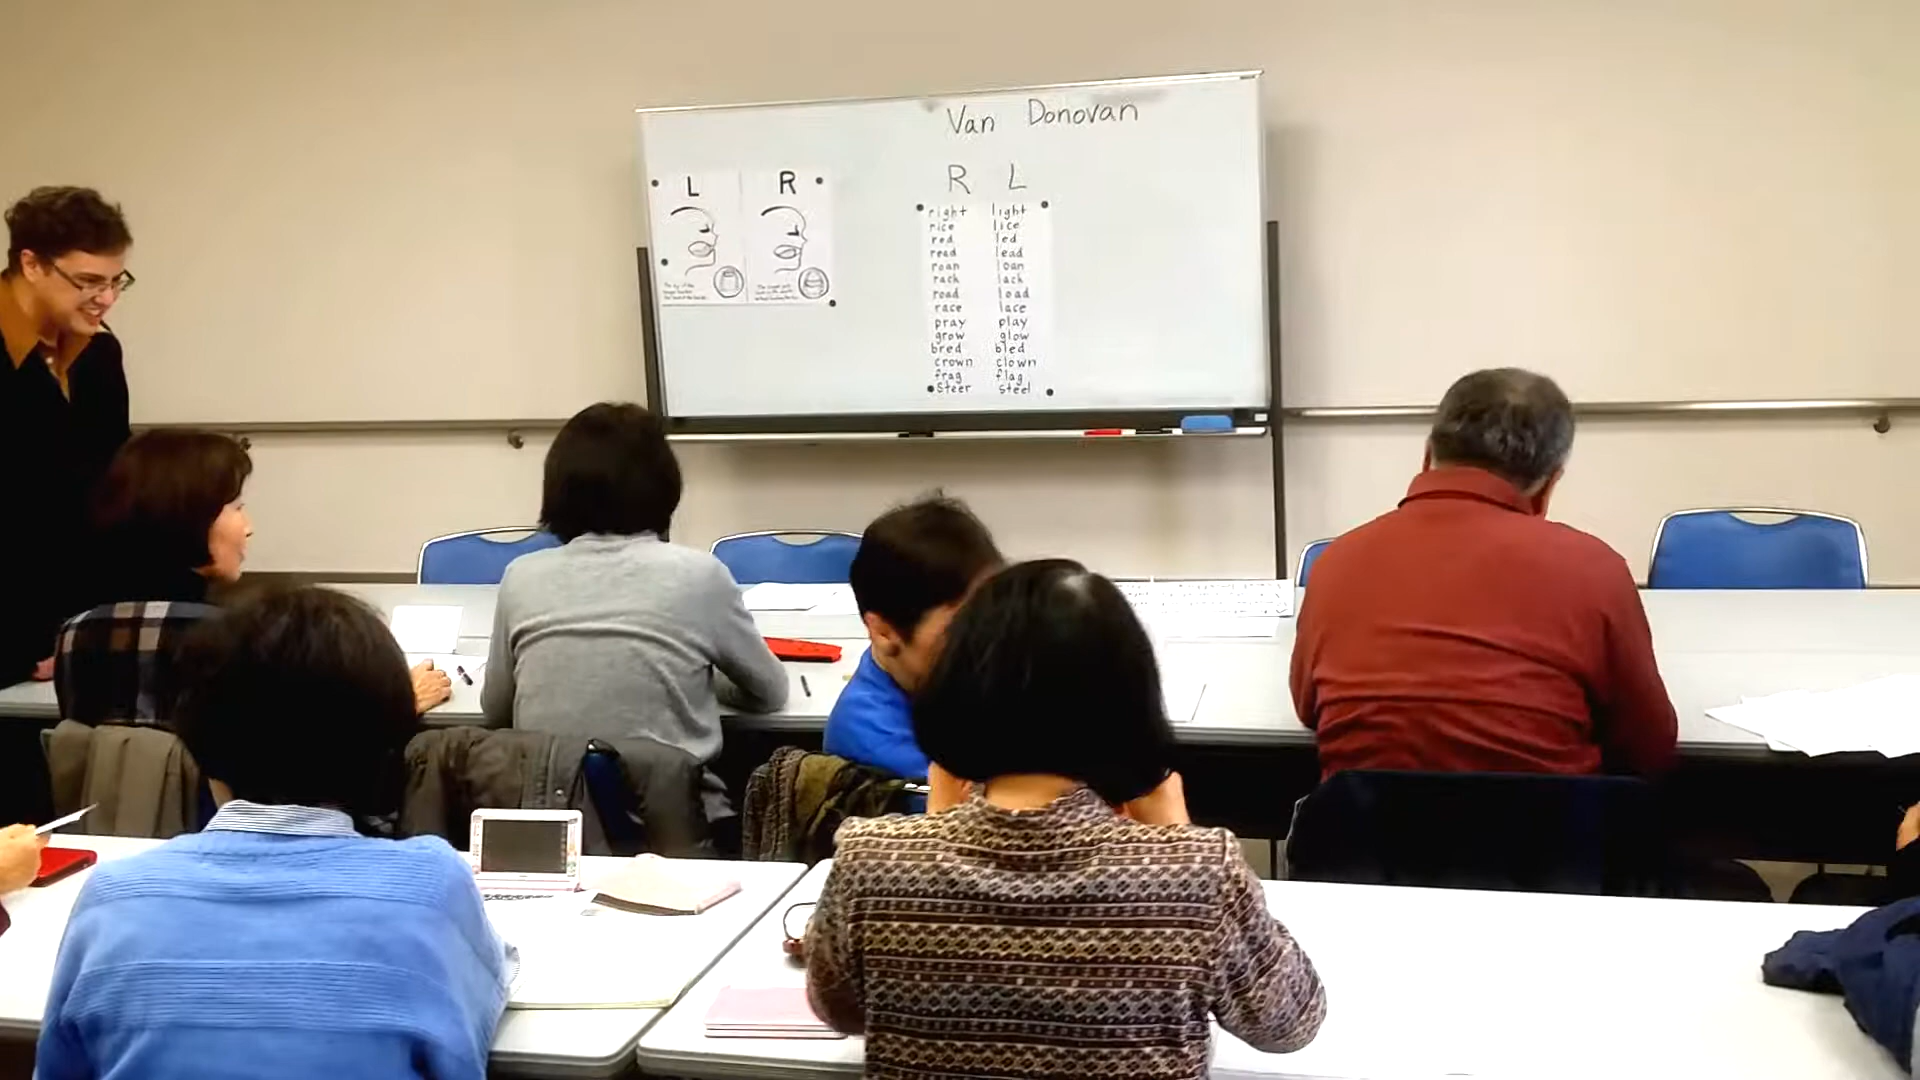 Van Donovan
L R
R L
right light
rice lice
red led
read lead
roan loan
rack lack
road load
race lace
pray play
grow glow
bred bled
crown clown
frag flag
Steer steel